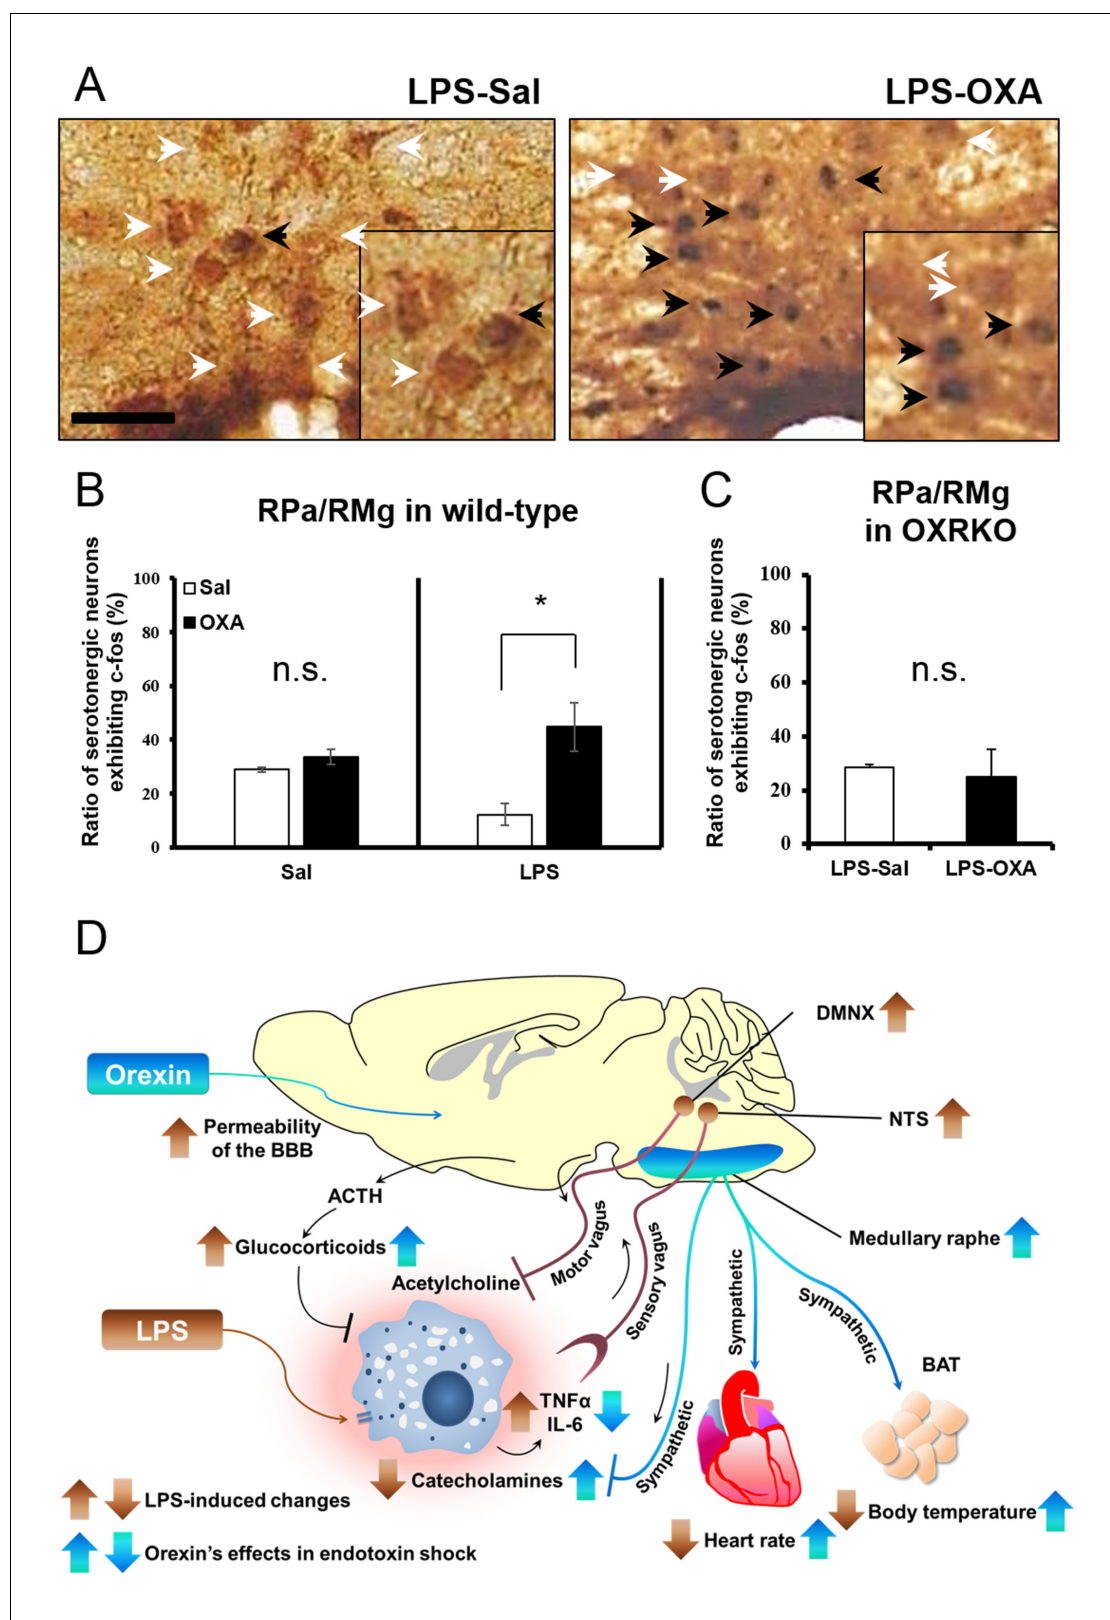 A
LPS-Sal
LPS-OXA
B
RPa/RMg in wild-type
Ratio of serotonergic neurons
exhibiting c-fos (%)
100
80
60
40
20
0
Sal
OXA
n.s.
*
Sal
LPS
C
RPa/RMg
in OXRKO
Ratio of serotonergic neurons
exhibiting c-fos (%)
100
80
60
40
20
0
n.s.
LPS-Sal
LPS-OXA
D
DMNX
Orexin
NTS
Permeability
of the BBB
ACTH
Glucocorticoids
Medullary raphe
Acetylcholine
Motor vagus
Sensory vagus
Sympathetic
Sympathetic
Sympathetic
LPS
BAT
TNFα
IL-6
Catecholamines
LPS-induced changes
Body temperature
Heart rate
Orexin's effects in endotoxin shock